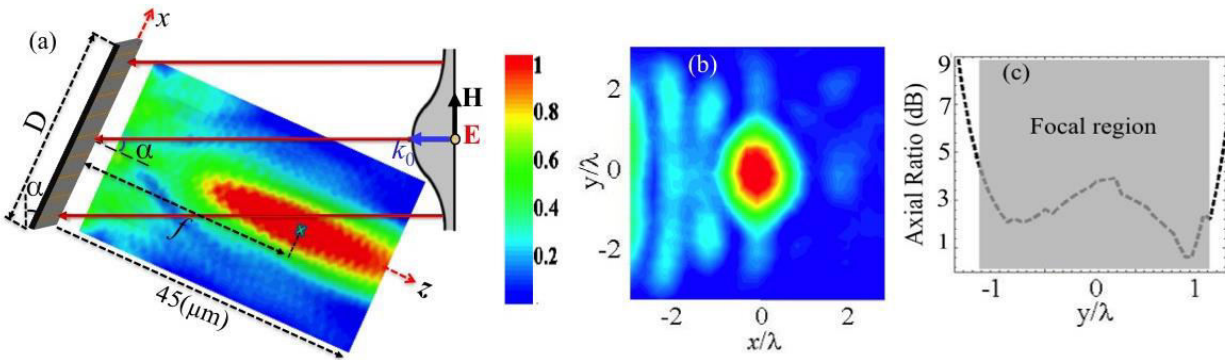 (a)
x
D
α
α
f
45(μm)
z
k₀
H
E
1
0.8
0.6
0.4
0.2
(b)
2
0
-2
y/λ
-2
0
2
x/λ
(c)
9
7
5
3
1
Axial Ratio (dB)
Focal region
-1
0
1
y/λ